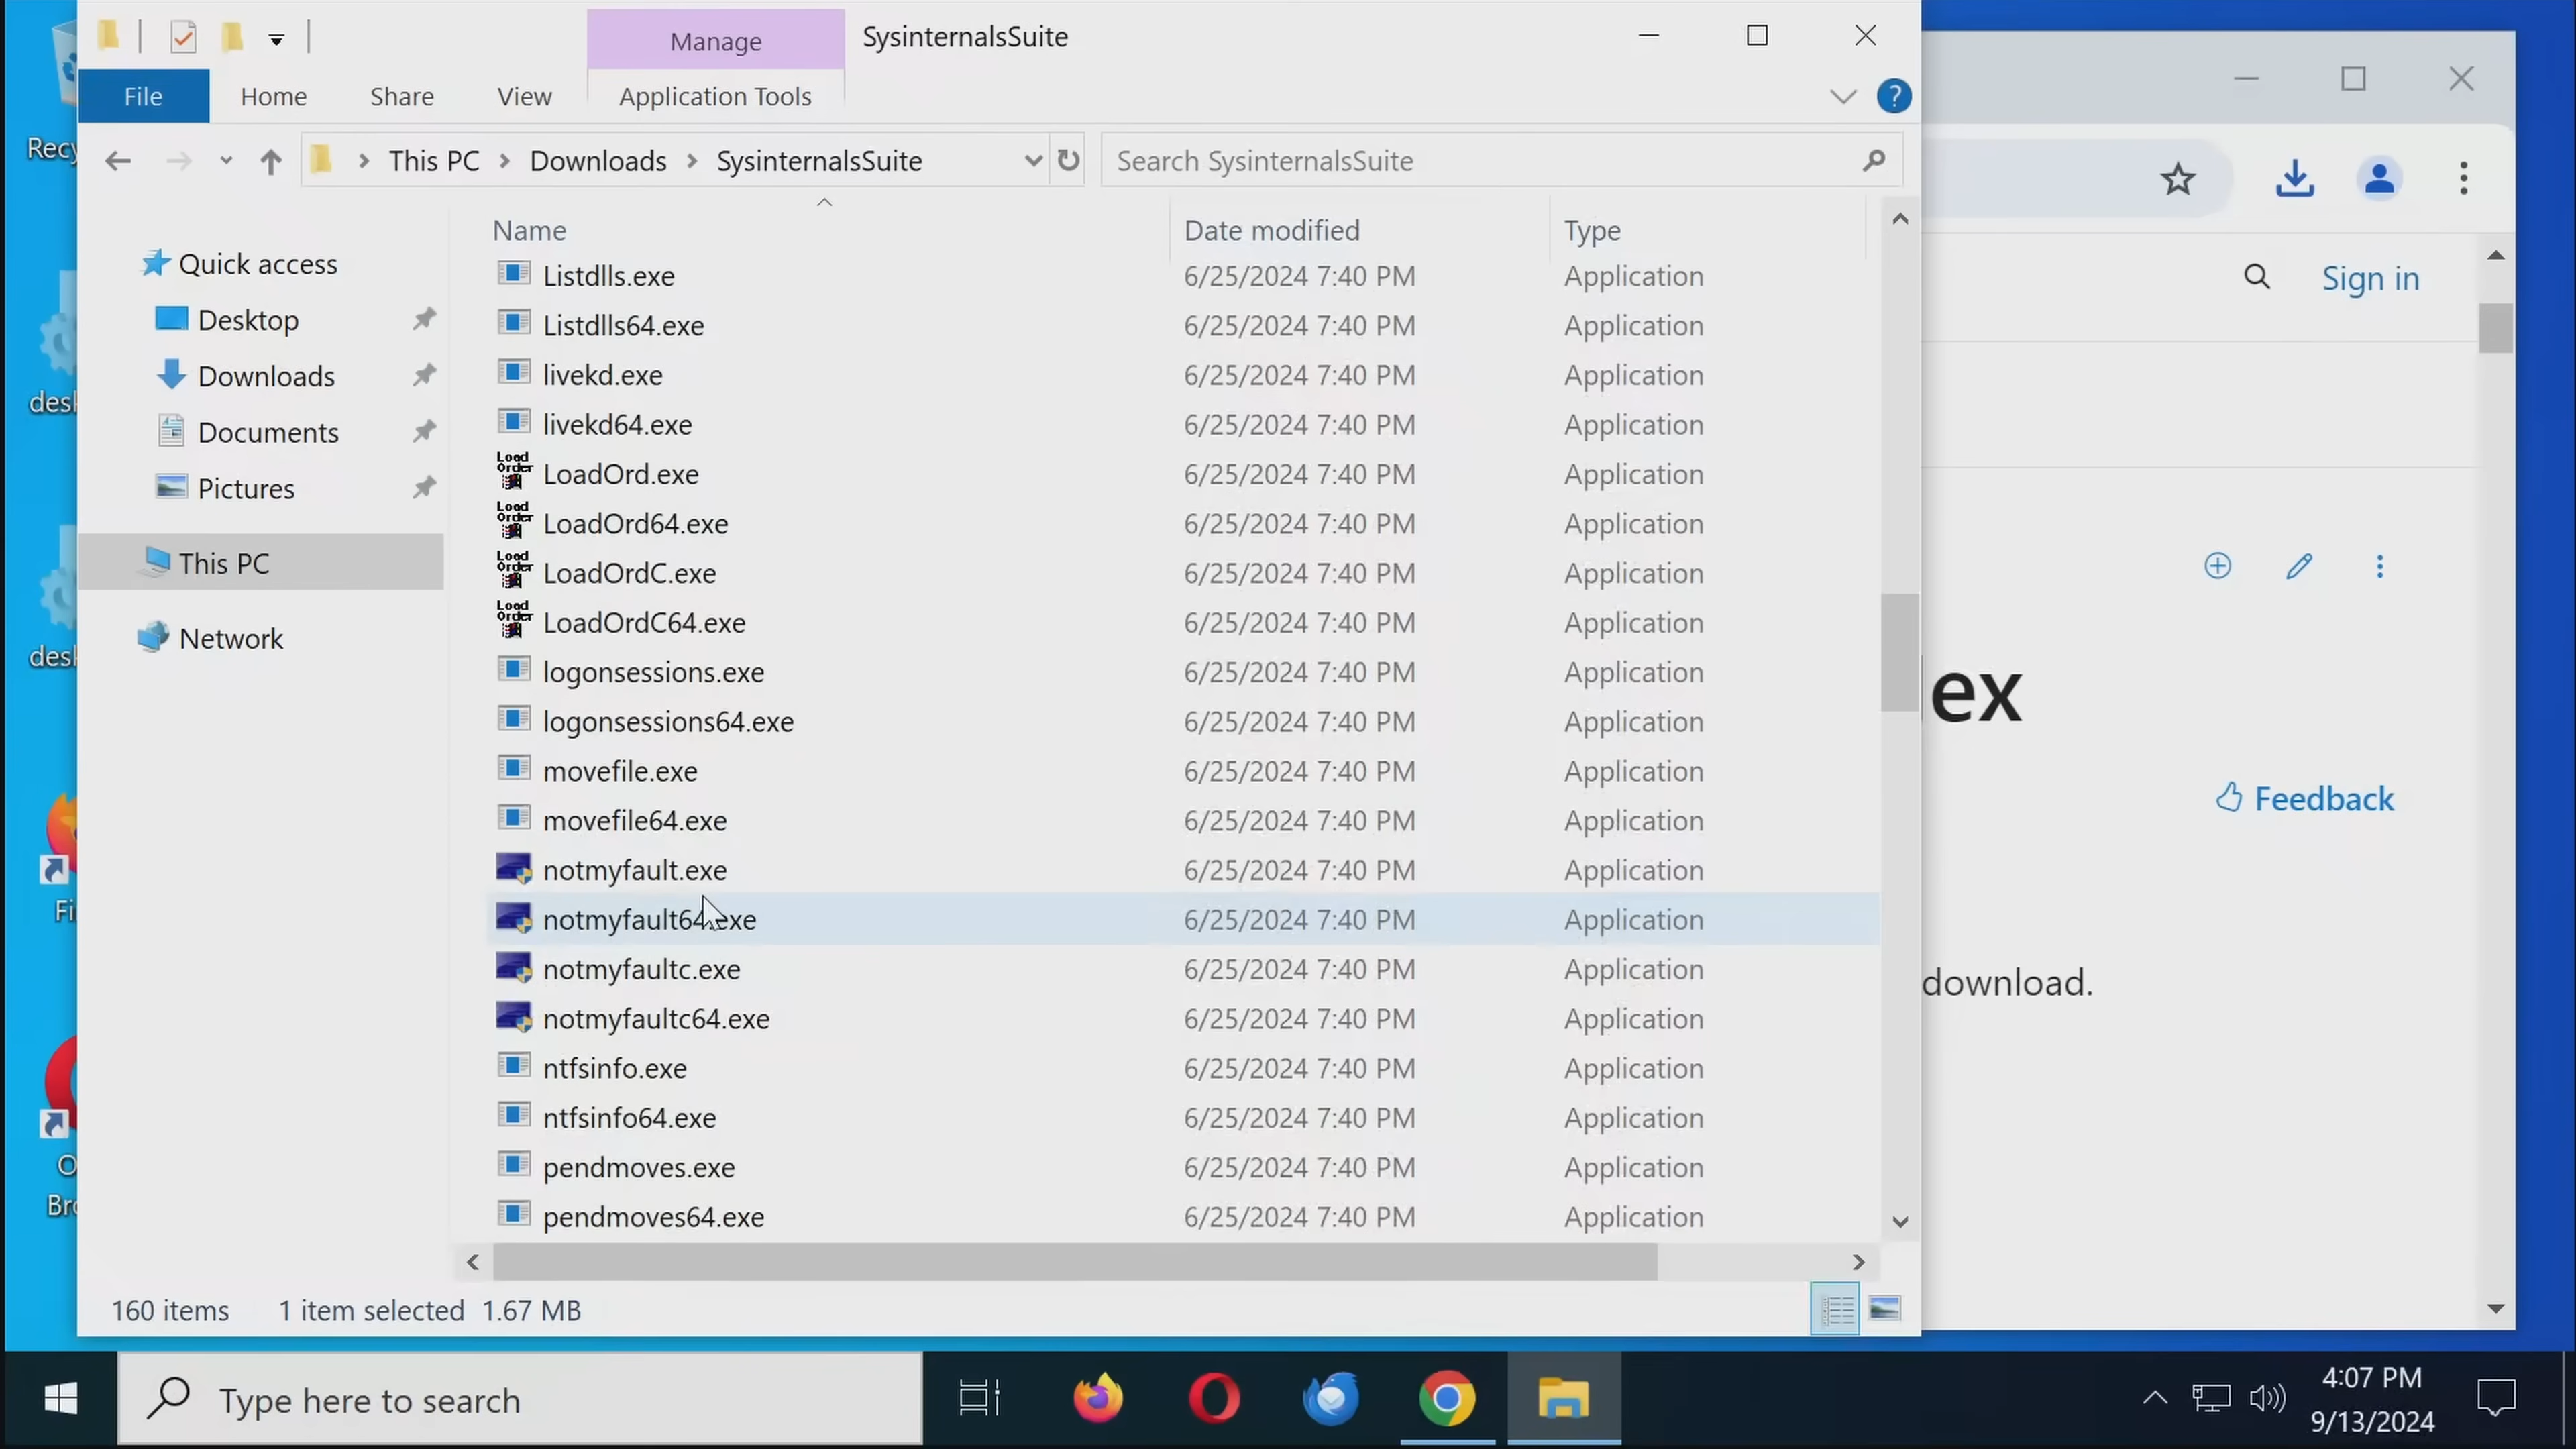 Manage
SysinternalsSuite
File
Home
Share
View
Application Tools
This PC
Downloads
SysinternalsSuite
Search SysinternalsSuite
Name
Date modified
Type
Quick access
Desktop
Downloads
Documents
Pictures
This PC
Network
Listdlls.exe 6/25/2024 7:40 PM Application
Listdlls64.exe 6/25/2024 7:40 PM Application
livekd.exe 6/25/2024 7:40 PM Application
livekd64.exe 6/25/2024 7:40 PM Application
LoadOrd.exe 6/25/2024 7:40 PM Application
LoadOrd64.exe 6/25/2024 7:40 PM Application
LoadOrdC.exe 6/25/2024 7:40 PM Application
LoadOrdC64.exe 6/25/2024 7:40 PM Application
logonsessions.exe 6/25/2024 7:40 PM Application
logonsessions64.exe 6/25/2024 7:40 PM Application
movefile.exe 6/25/2024 7:40 PM Application
movefile64.exe 6/25/2024 7:40 PM Application
notmyfault.exe 6/25/2024 7:40 PM Application
notmyfault64.exe 6/25/2024 7:40 PM Application
notmyfaultc.exe 6/25/2024 7:40 PM Application
notmyfaultc64.exe 6/25/2024 7:40 PM Application
ntfsinfo.exe 6/25/2024 7:40 PM Application
ntfsinfo64.exe 6/25/2024 7:40 PM Application
pendmoves.exe 6/25/2024 7:40 PM Application
pendmoves64.exe 6/25/2024 7:40 PM Application
160 items 1 item selected 1.67 MB
Sign in
ex
Feedback
download.
Recy
desk
desk
Fi
O
Bro
Type here to search
4:07 PM
9/13/2024